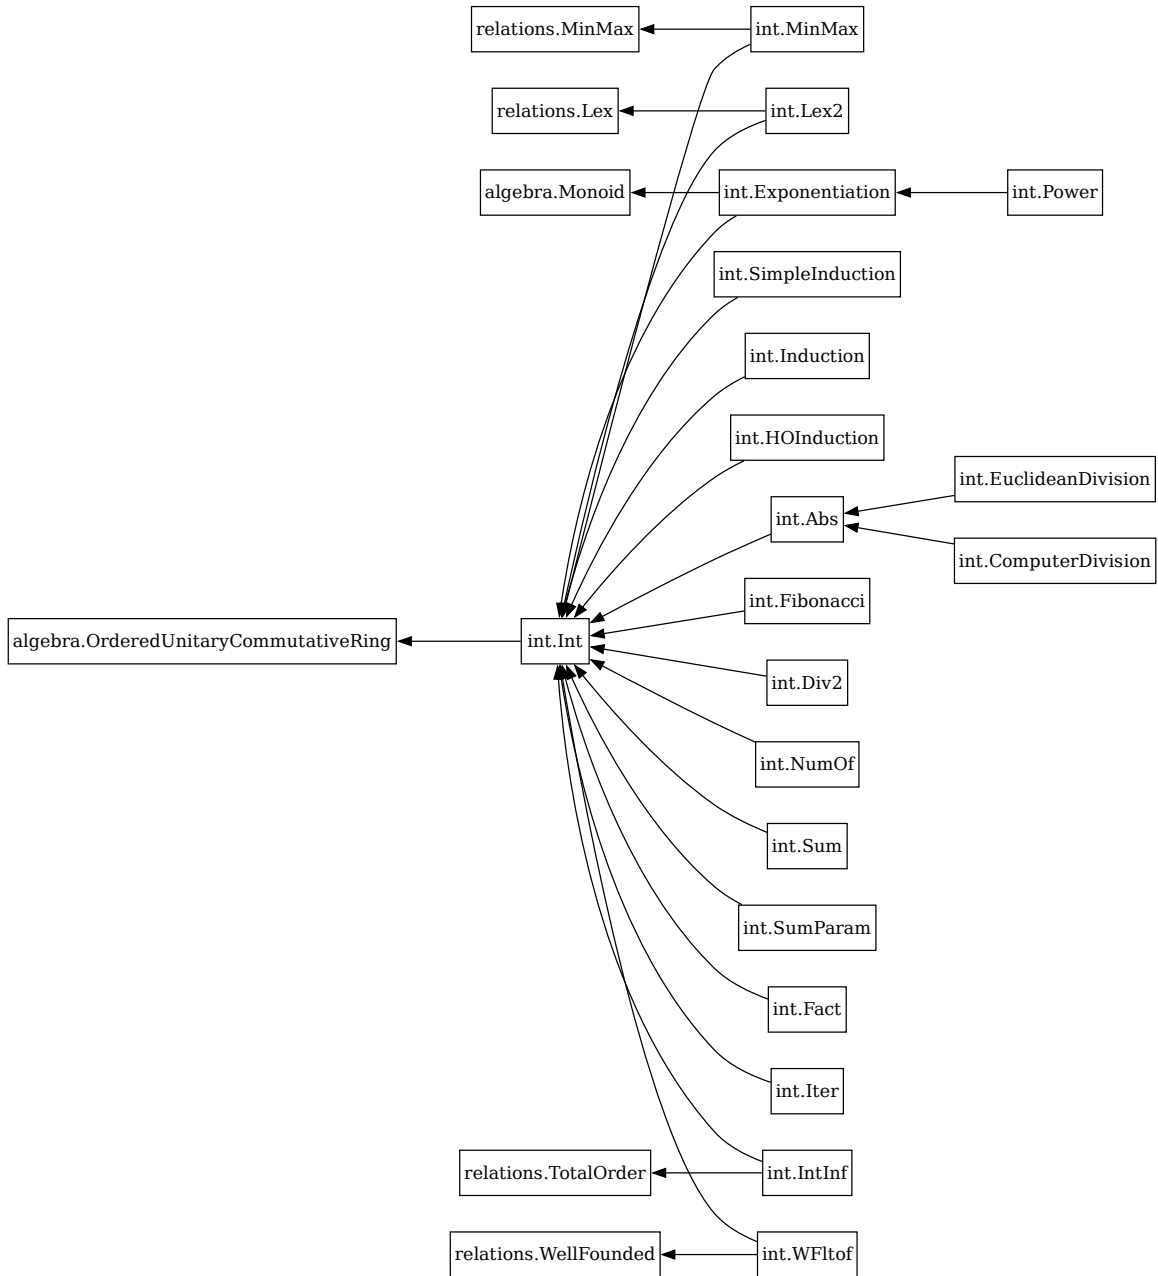 relations.MinMax
int.MinMax
relations.Lex
int.Lex2
algebra.Monoid
int.Exponentiation
int.Power
int.SimpleInduction
int.Induction
int.HOInduction
int.EuclideanDivision
int.Abs
int.ComputerDivision
int.Fibonacci
algebra.OrderedUnitaryCommutativeRing
int.Int
int.Div2
int.NumOf
int.Sum
int.SumParam
int.Fact
int.Iter
relations.TotalOrder
int.IntInf
relations.WellFounded
int.WFltof